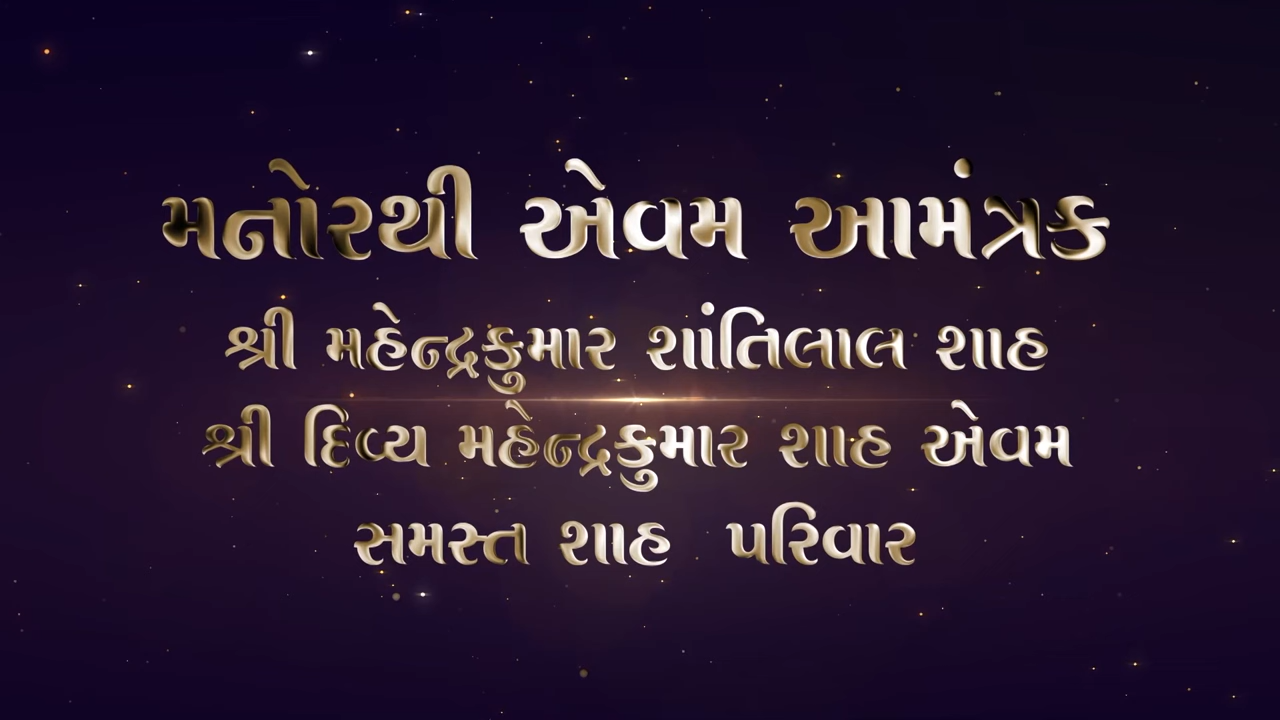 મનોરથી એવમ આમંત્રક
શ્રી મહેન્દ્રકુમાર શાંતિલાલ શાહ
શ્રી દિવ્ય મહેન્દ્રકુમાર શાહ એવમ
સમસ્ત શાહ પરિવાર